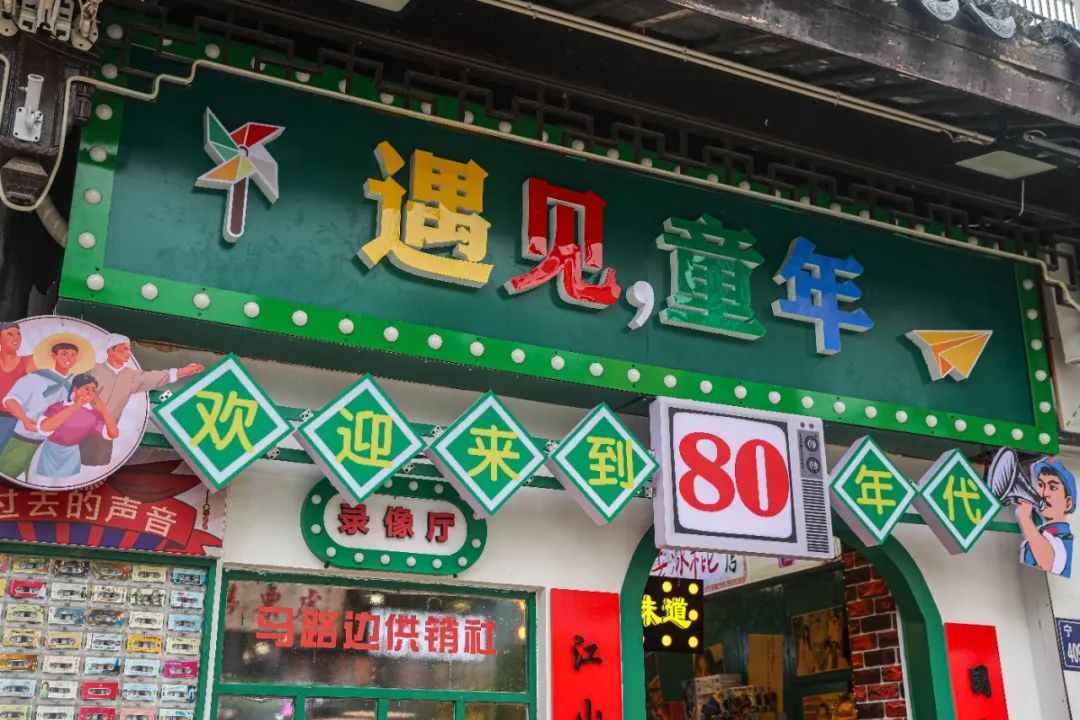 遇见,童年
欢迎来到80年代
过去的声音
录像厅
马路边供销社
味道
江山